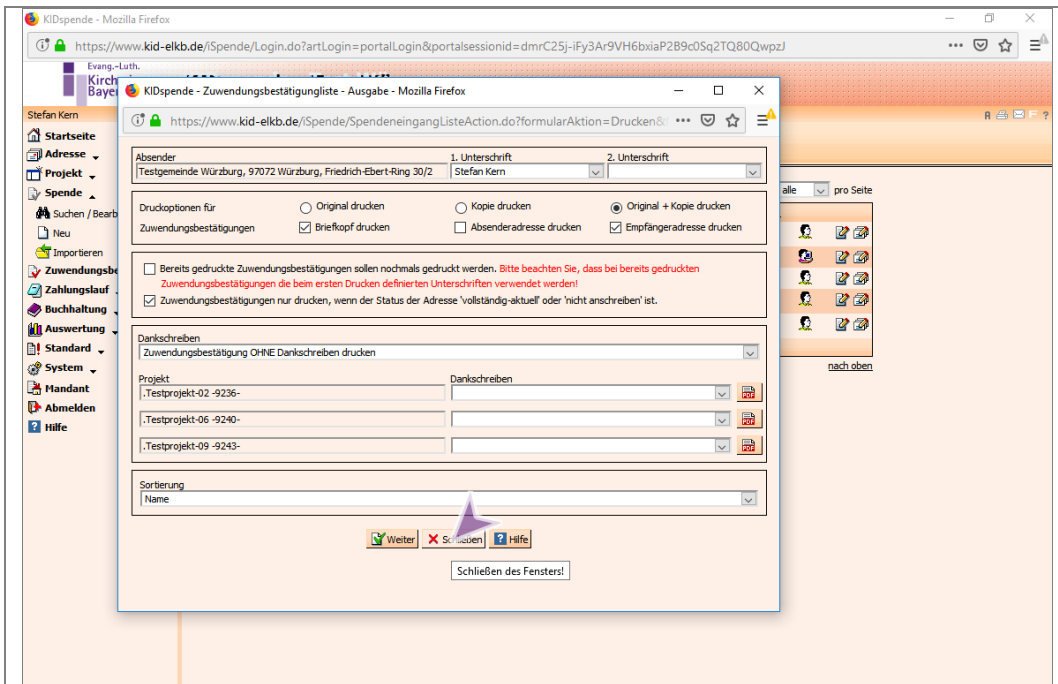 KIDspende - Mozilla Firefox
https://www.kid-elkb.de/iSpende/Login.do?artLogin=portalLogin&portalsessionid=dmrC25j-iFy3Ar9VH6bxiaP2B9c0Sq2TQ80QwpzJ
Evang.-Luth.
Kirch
Bayer
KIDspende - Zuwendungsbestätigungliste - Ausgabe - Mozilla Firefox
https://www.kid-elkb.de/iSpende/SpendeneingangListeAction.do?formularAktion=Drucken&
Stefan Kern
Startseite
Adresse
Projekt
Spende
Suchen / Bearb
Neu
Importieren
Zuwendungsbe
Zahlungslauf
Buchhaltung
Auswertung
Standard
System
Mandant
Abmelden
Hilfe
Absender
1. Unterschrift
2. Unterschrift
Testgemeinde Würzburg, 97072 Würzburg, Friedrich-Ebert-Ring 30/2
Stefan Kern
Druckoptionen für
Original drucken
Kopie drucken
Original + Kopie drucken
Zuwendungsbestätigungen
Briefkopf drucken
Absenderadresse drucken
Empfängeradresse drucken
Bereits gedruckte Zuwendungsbestätigungen sollen nochmals gedruckt werden. Bitte beachten Sie, dass bei bereits gedruckten
Zuwendungsbestätigungen die beim ersten Drucken definierten Unterschriften verwendet werden!
Zuwendungsbestätigungen nur drucken, wenn der Status der Adresse 'vollständig-aktuell' oder 'nicht anschreiben' ist.
Dankschreiben
Zuwendungsbestätigung OHNE Dankschreiben drucken
Projekt
Dankschreiben
.Testprojekt-02 -9236-
PDF
.Testprojekt-06 -9240-
PDF
.Testprojekt-09 -9243-
PDF
Sortierung
Name
Weiter
Hilfe
Schließen des Fensters!
R
F
?
alle
pro Seite
nach oben